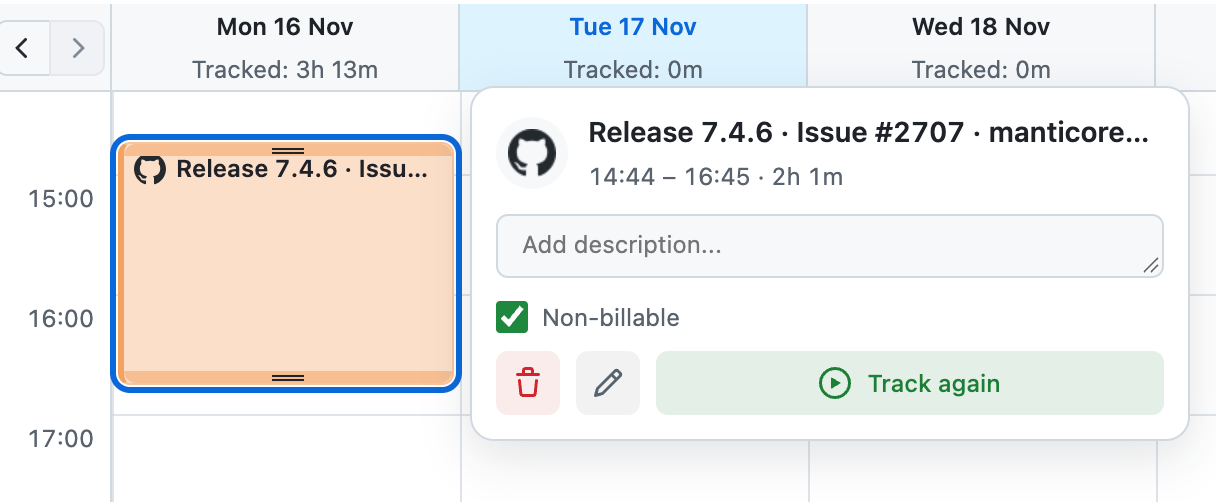 Mon 16 Nov
Tracked: 3h 13m
Tue 17 Nov
Tracked: 0m
Wed 18 Nov
Tracked: 0m
15:00
16:00
17:00
Release 7.4.6 · Issu...
Release 7.4.6 · Issue #2707 · manticore...
14:44 – 16:45 · 2h 1m
Add description...
Non-billable
Track again